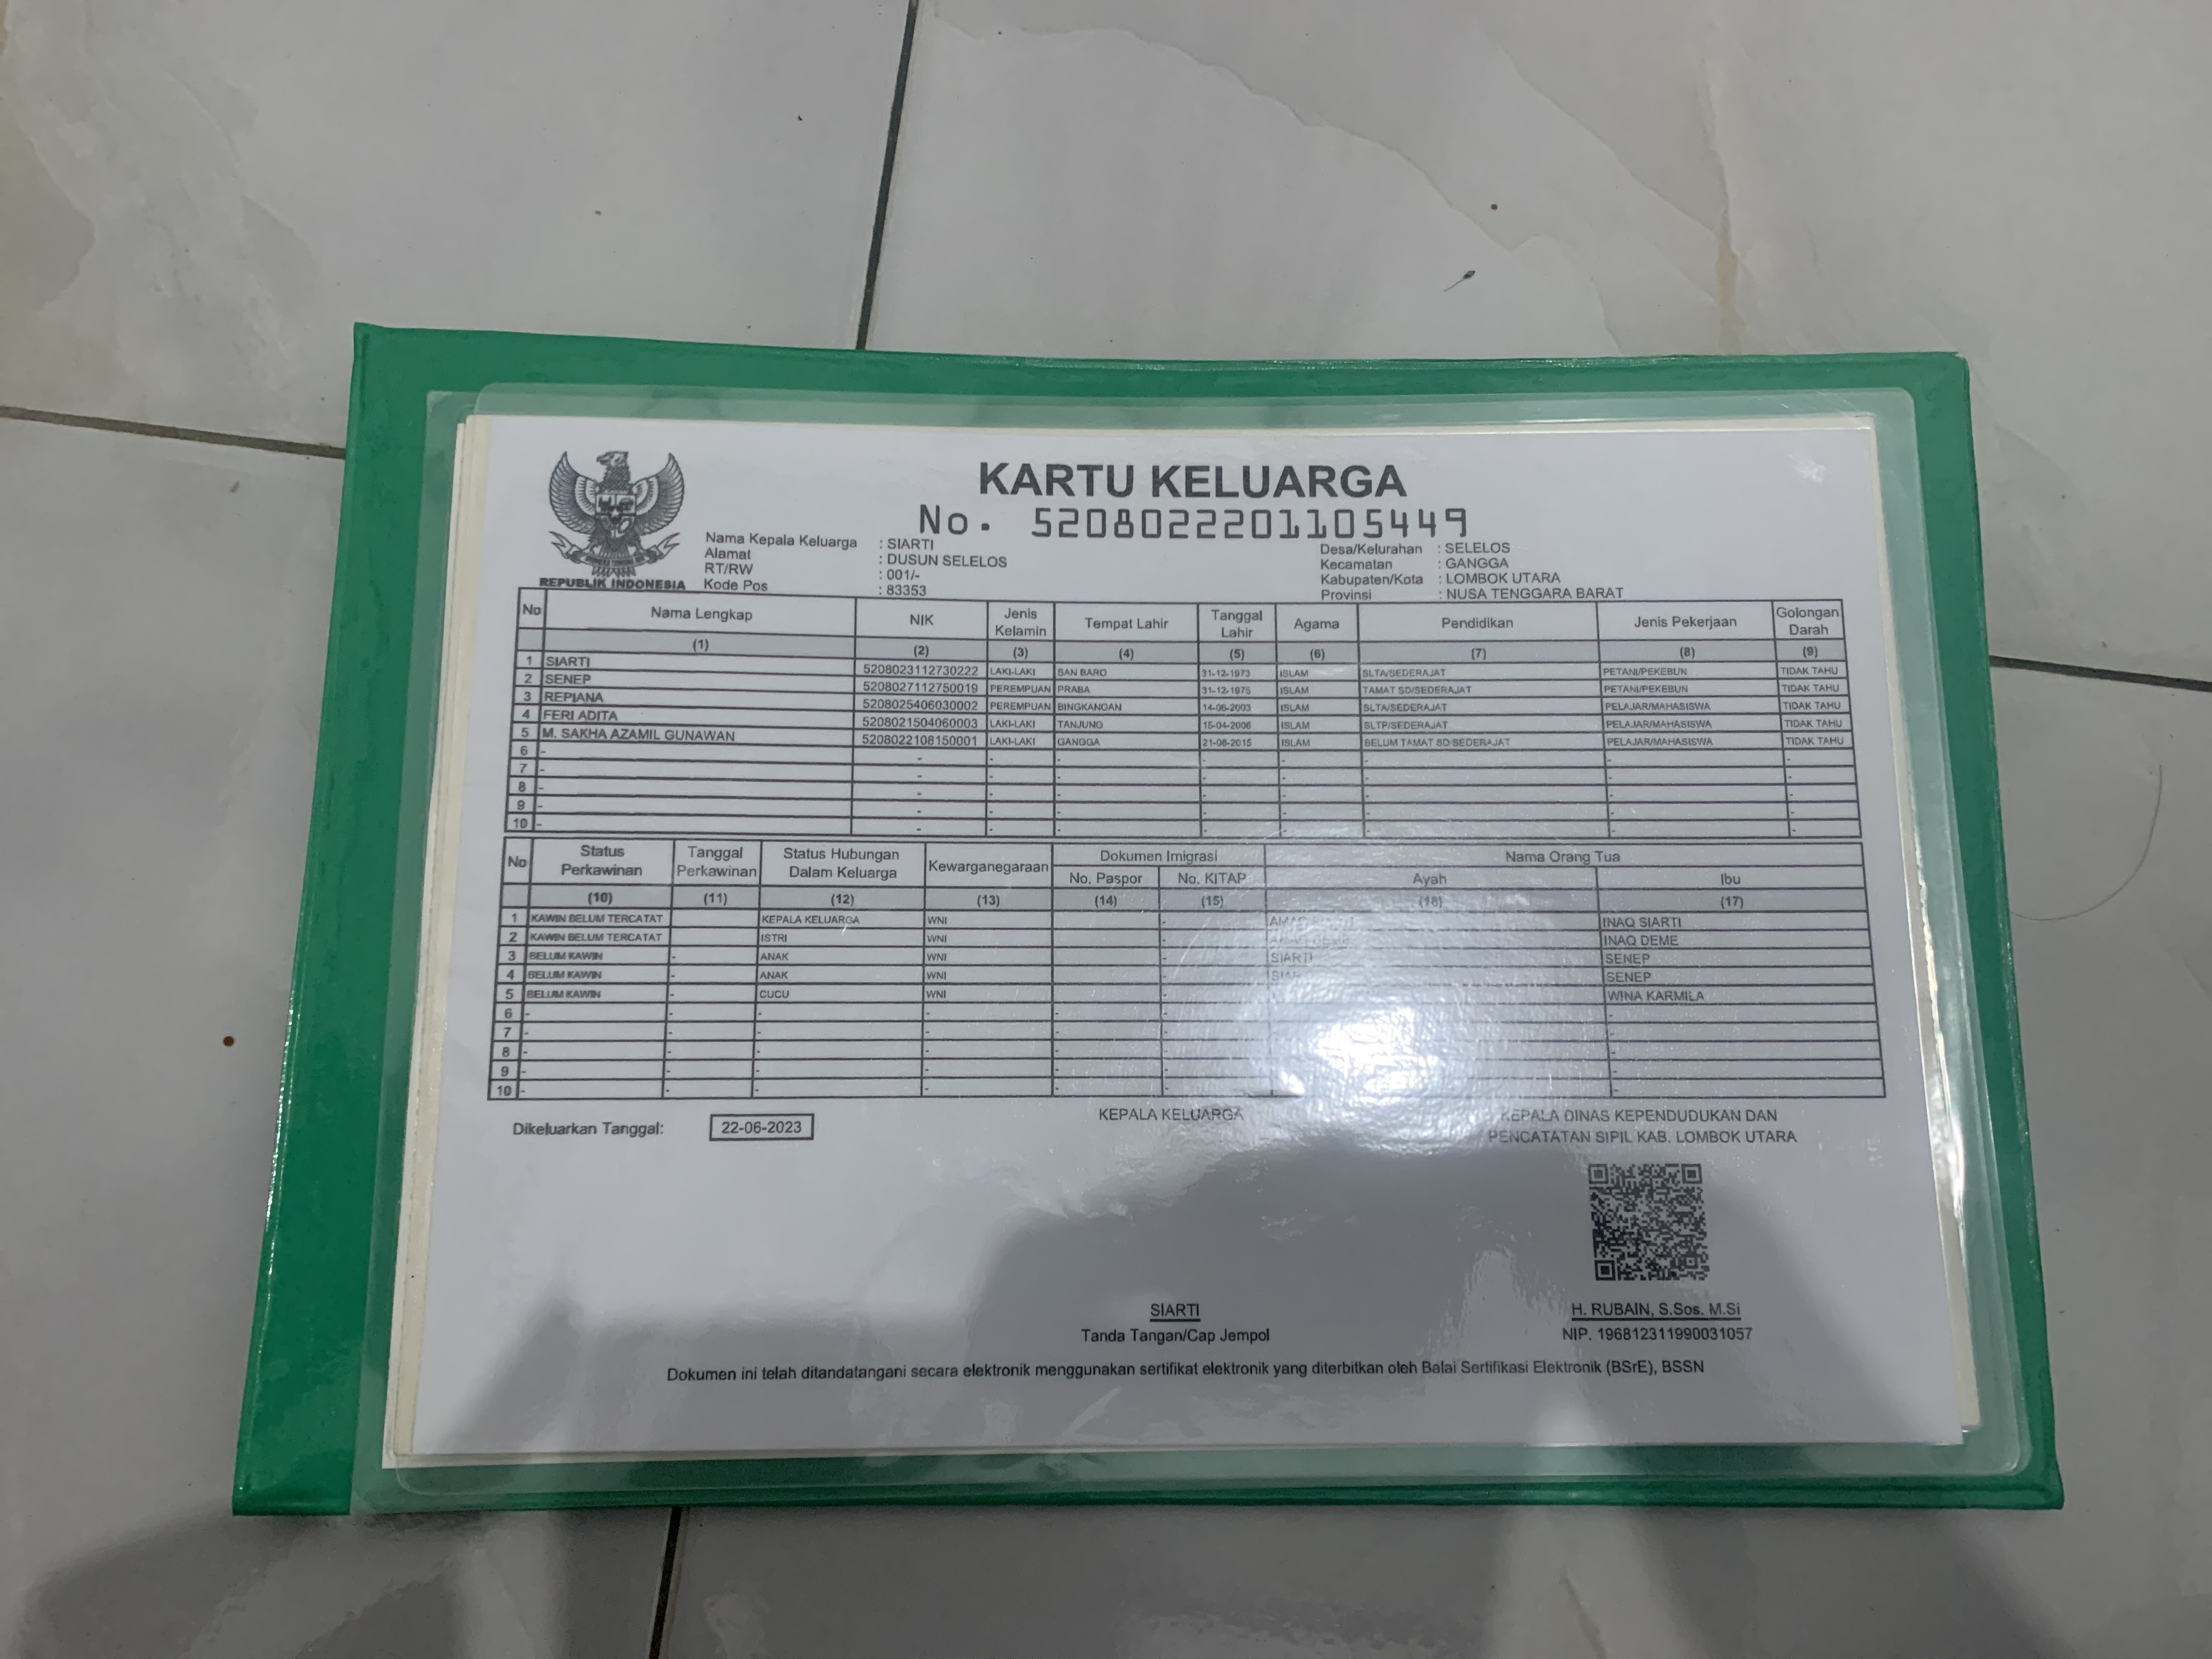 KARTU KELUARGA
No. 5208022201105449
REPUBLIK INDONESIA
Nama Kepala Keluarga : SIARTI
Alamat : DUSUN SELELOS
RT/RW : 001/-
Kode Pos : 83353
Desa/Kelurahan : SELELOS
Kecamatan : GANGGA
Kabupaten/Kota : LOMBOK UTARA
Provinsi : NUSA TENGGARA BARAT
No Nama Lengkap NIK Jenis Kelamin Tempat Lahir Tanggal Lahir Agama Pendidikan Jenis Pekerjaan Golongan Darah
(1) (2) (3) (4) (5) (6) (7) (8) (9)
1 SIARTI 5208023112730222 LAKI-LAKI SAN BARO 31-12-1973 ISLAM SLTA/SEDERAJAT PETANI/PEKEBUN TIDAK TAHU
2 SENEP 5208027112750019 PEREMPUAN PRABA 31-12-1975 ISLAM TAMAT SD/SEDERAJAT PETANI/PEKEBUN TIDAK TAHU
3 REPIANA 5208025406030002 PEREMPUAN BINGKANGAN 14-06-2003 ISLAM SLTA/SEDERAJAT PELAJAR/MAHASISWA TIDAK TAHU
4 FERI ADITA 5208021504060003 LAKI-LAKI TANJUNG 15-04-2006 ISLAM SLTP/SEDERAJAT PELAJAR/MAHASISWA TIDAK TAHU
5 M. SAKHA AZAMIL GUNAWAN 5208022108150001 LAKI-LAKI GANGGA 21-08-2015 ISLAM BELUM TAMAT SD/SEDERAJAT PELAJAR/MAHASISWA TIDAK TAHU
6 - - - - - - - - -
7 - - - - - - - - -
8 - - - - - - - - -
9 - - - - - - - - -
10 - - - - - - - - -
No Status Perkawinan Tanggal Perkawinan Status Hubungan Dalam Keluarga Kewarganegaraan Dokumen Imigrasi Nama Orang Tua
No. Paspor No. KITAP Ayah Ibu
(10) (11) (12) (13) (14) (15) (16) (17)
1 KAWIN BELUM TERCATAT KEPALA KELUARGA WNI - INAQ SIARTI
2 KAWIN BELUM TERCATAT ISTRI WNI - INAQ DEME
3 BELUM KAWIN - ANAK WNI - SIARTI SENEP
4 BELUM KAWIN - ANAK WNI - SENEP
5 BELUM KAWIN - CUCU WNI - WINA KARMILA
6 - - - - - - -
7 - - - - - - -
8 - - - - - - -
9 - - - - - - -
10 - - - - - - -
Dikeluarkan Tanggal: 22-06-2023
KEPALA KELUARGA
KEPALA DINAS KEPENDUDUKAN DAN
PENCATATAN SIPIL KAB. LOMBOK UTARA
SIARTI
Tanda Tangan/Cap Jempol
H. RUBAIN, S.Sos. M.Si
NIP. 196812311990031057
Dokumen ini telah ditandatangani secara elektronik menggunakan sertifikat elektronik yang diterbitkan oleh Balai Sertifikasi Elektronik (BSrE), BSSN